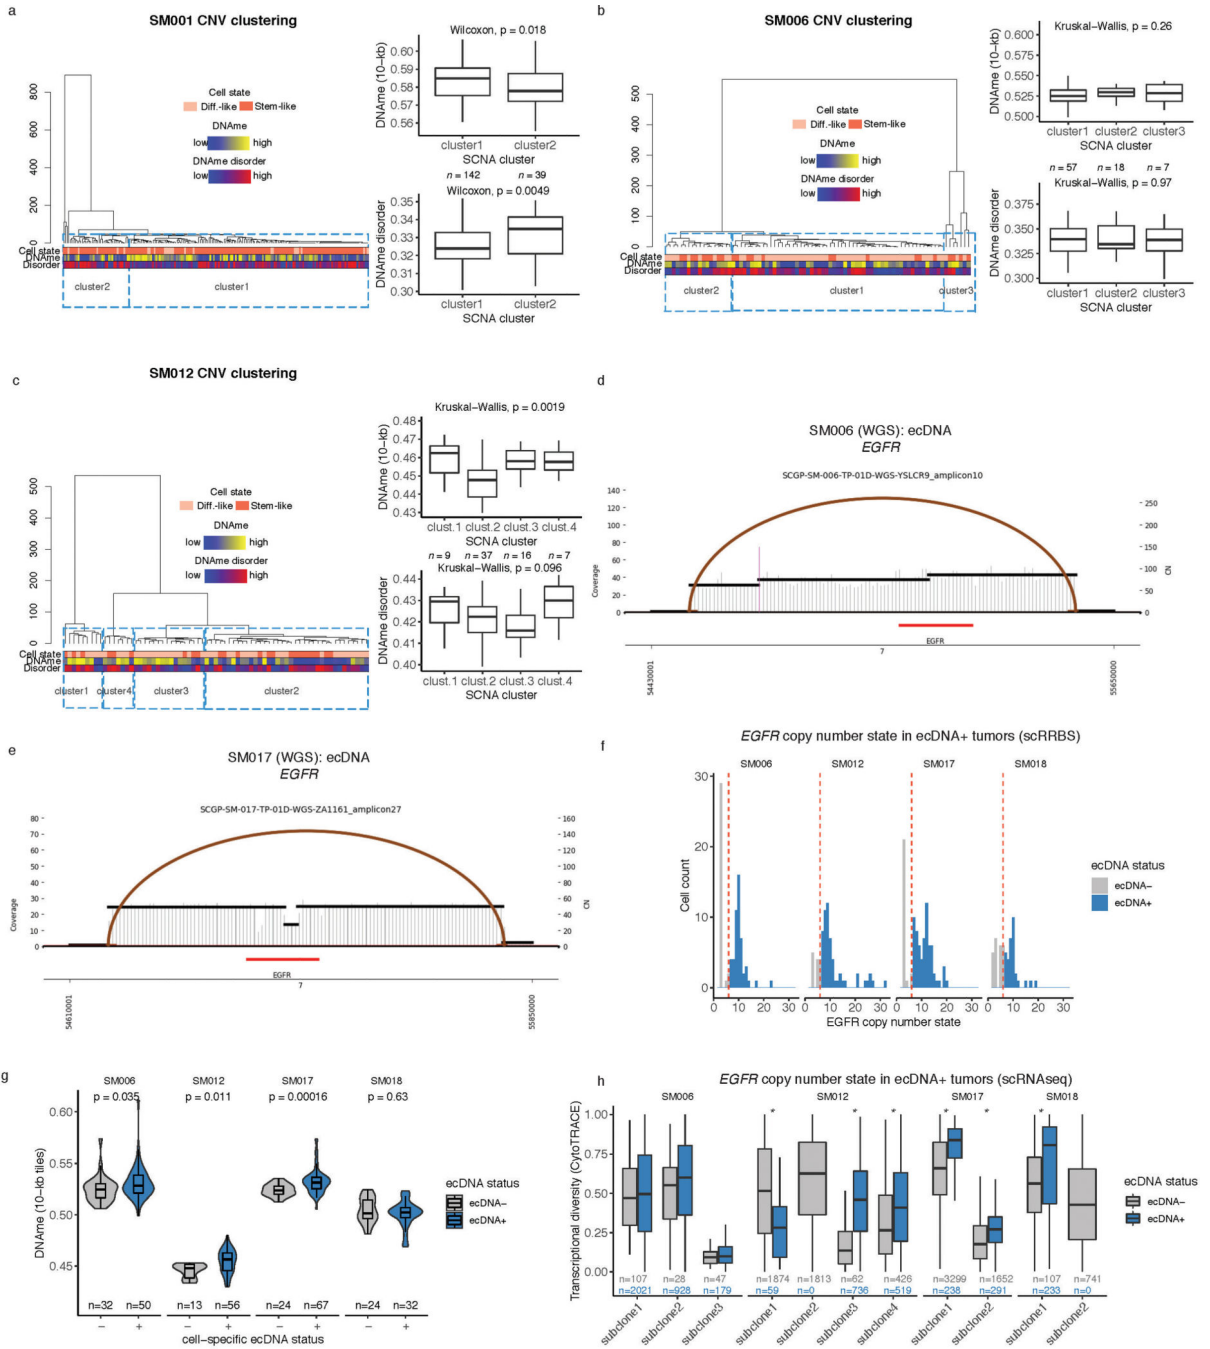 a
SM001 CNV clustering
800
600
400
200
0
Cell state
Diff.-like
Stem-like
DNAme
low
high
DNAme disorder
low
high
Cell state
DNAme
Disorder
cluster2
cluster1
Wilcoxon, p = 0.018
DNAme (10-kb)
0.60
0.59
0.58
0.57
0.56
cluster1
cluster2
SCNA cluster
n = 142
n = 39
Wilcoxon, p = 0.0049
DNAme disorder
0.35
0.34
0.33
0.32
0.31
0.30
cluster1
cluster2
SCNA cluster
b
SM006 CNV clustering
500
400
300
200
100
0
Cell state
Diff.-like
Stem-like
DNAme
low
high
DNAme disorder
low
high
Cell state
DNAme
Disorder
cluster2
cluster1
cluster3
Kruskal-Wallis, p = 0.26
DNAme (10-kb)
0.600
0.575
0.550
0.525
0.500
cluster1
cluster2
cluster3
SCNA cluster
n = 57
n = 18
n = 7
Kruskal-Wallis, p = 0.97
DNAme disorder
0.375
0.350
0.325
0.300
cluster1
cluster2
cluster3
SCNA cluster
c
SM012 CNV clustering
500
400
300
200
100
0
Cell state
Diff.-like
Stem-like
DNAme
low
high
DNAme disorder
low
high
Cell state
DNAme
Disorder
cluster1
cluster4
cluster3
cluster2
Kruskal-Wallis, p = 0.0019
DNAme (10-kb)
0.48
0.47
0.46
0.45
0.44
0.43
clust.1
clust.2
clust.3
clust.4
SCNA cluster
n = 9
n = 37
n = 16
n = 7
Kruskal-Wallis, p = 0.096
DNAme disorder
0.44
0.43
0.42
0.41
0.40
clust.1
clust.2
clust.3
clust.4
SCNA cluster
d
SM006 (WGS): ecDNA
EGFR
SCGP-SM-006-TP-01D-WGS-YSLCR9_amplicon10
Coverage
140
120
100
80
60
40
20
0
250
200
150
100
50
0
CN
EGFR
7
54430001
55650000
e
SM017 (WGS): ecDNA
EGFR
SCGP-SM-017-TP-01D-WGS-ZA1161_amplicon27
Coverage
80
70
60
50
40
30
20
10
0
160
140
120
100
80
60
40
20
0
CN
EGFR
7
54610001
55850000
f
EGFR copy number state in ecDNA+ tumors (scRRBS)
SM006
SM012
SM017
SM018
Cell count
30
20
10
0
0 10 20 30
0 10 20 30
0 10 20 30
0 10 20 30
EGFR copy number state
ecDNA status
ecDNA-
ecDNA+
g
SM006
SM012
SM017
SM018
p = 0.035
p = 0.011
p = 0.00016
p = 0.63
DNAme (10-kb tiles)
0.60
0.55
0.50
0.45
n=32
n=50
n=13
n=56
n=24
n=67
n=24
n=32
− + − + − + − +
cell-specific ecDNA status
ecDNA status
ecDNA-
ecDNA+
h
EGFR copy number state in ecDNA+ tumors (scRNAseq)
SM006
SM012
SM017
SM018
* * * * * *
Transcriptional diversity (CytoTRACE)
1.00
0.75
0.50
0.25
0.00
n=107 n=28 n=47
n=2021 n=928 n=179
n=1874 n=1813 n=62 n=426
n=59 n=0 n=736 n=519
n=3299 n=1652
n=238 n=291
n=107 n=741
n=233 n=0
subclone1
subclone2
subclone3
subclone1
subclone2
subclone3
subclone4
subclone1
subclone2
subclone1
subclone2
ecDNA status
ecDNA-
ecDNA+